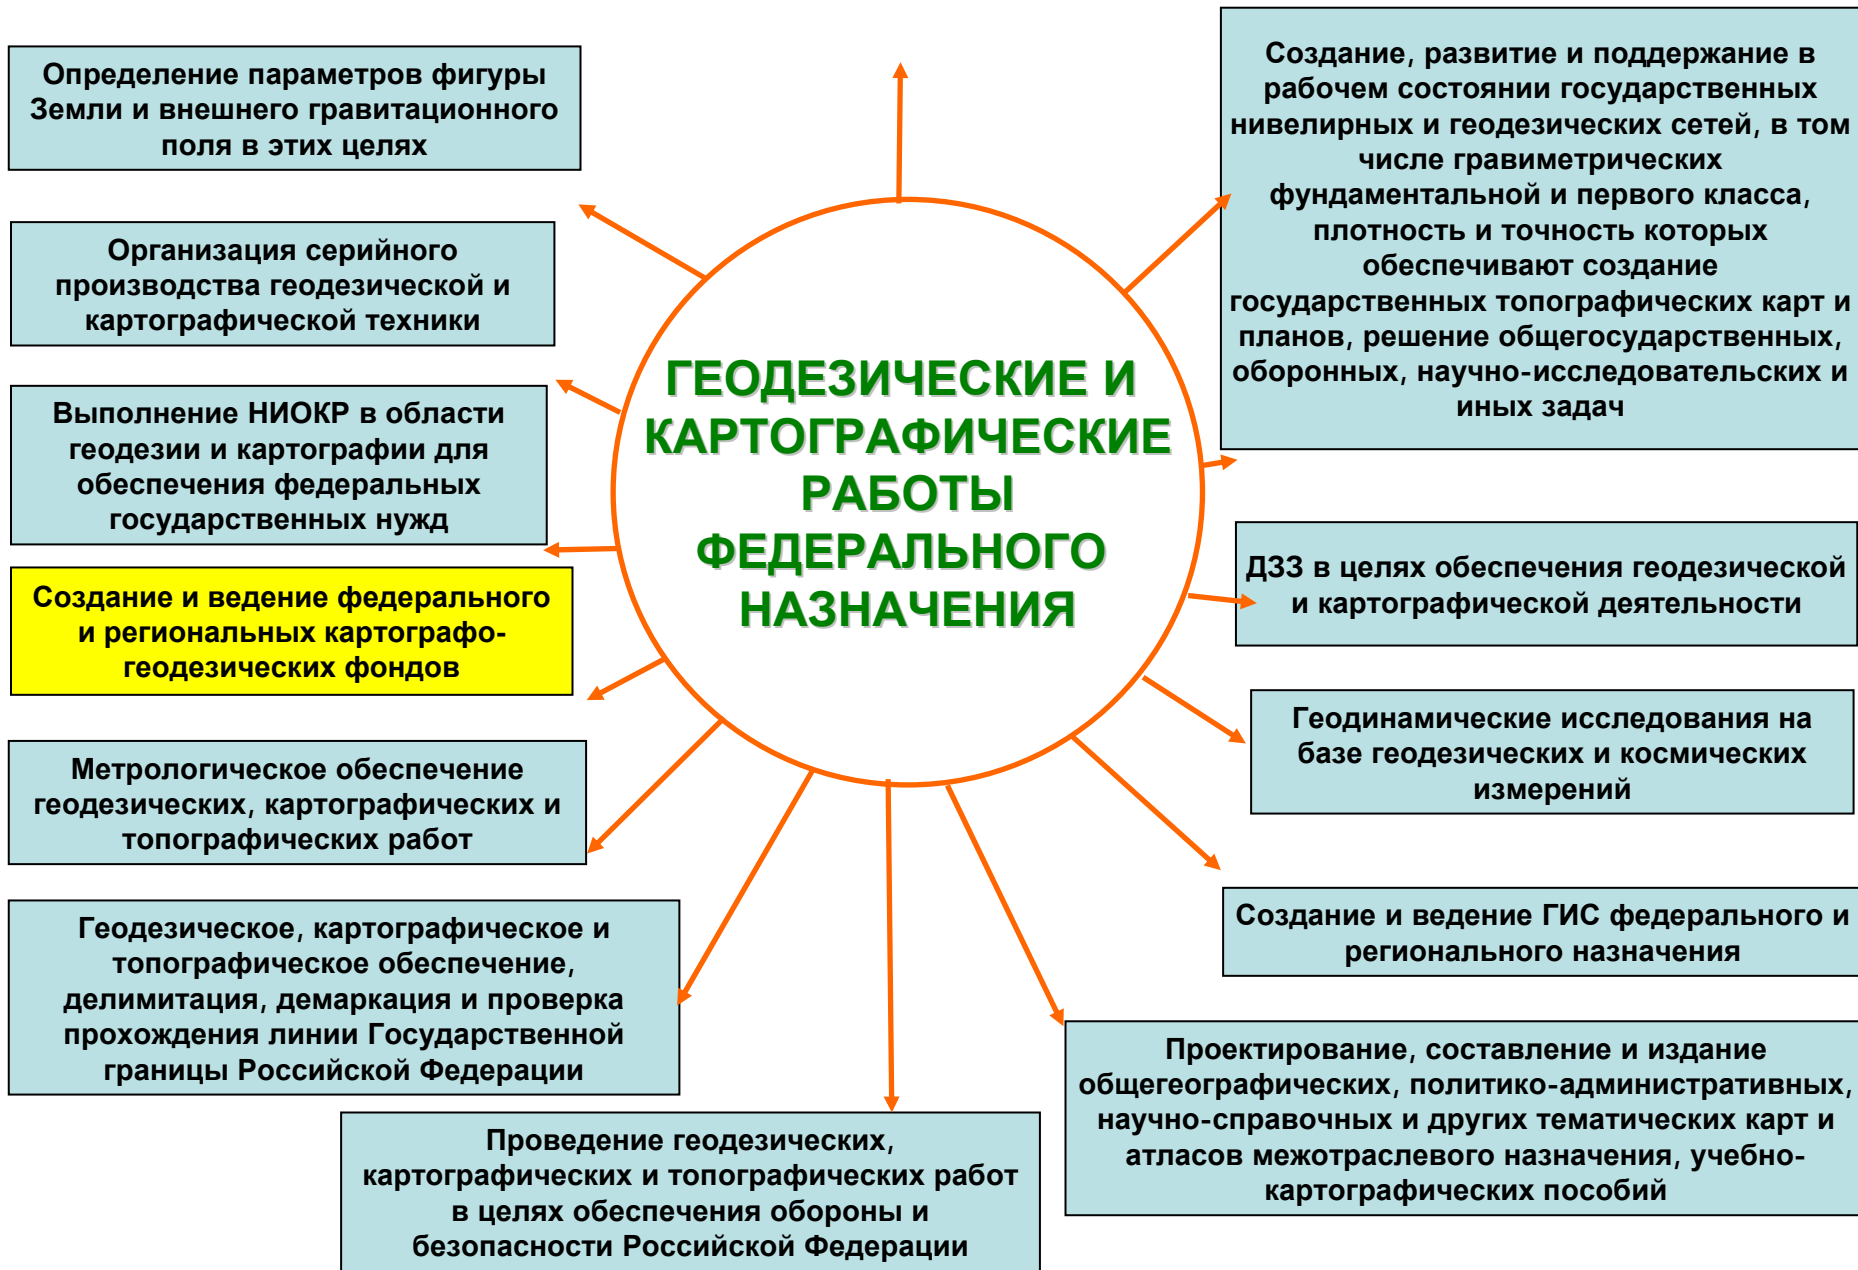 Определение параметров фигуры
Земли и внешнего гравитационного
поля в этих целях
Организация серийного
производства геодезической и
картографической техники
Выполнение НИОКР в области
геодезии и картографии для
обеспечения федеральных
государственных нужд
Создание и ведение федерального
и региональных картографо-
геодезических фондов
Метрологическое обеспечение
геодезических, картографических и
топографических работ
Геодезическое, картографическое и
топографическое обеспечение,
делимитация, демаркация и проверка
прохождения линии Государственной
границы Российской Федерации
Проведение геодезических,
картографических и топографических работ
в целях обеспечения обороны и
безопасности Российской Федерации
ГЕОДЕЗИЧЕСКИЕ И
КАРТОГРАФИЧЕСКИЕ
РАБОТЫ
ФЕДЕРАЛЬНОГО
НАЗНАЧЕНИЯ
Создание, развитие и поддержание в
рабочем состоянии государственных
нивелирных и геодезических сетей, в том
числе гравиметрических
фундаментальной и первого класса,
плотность и точность которых
обеспечивают создание
государственных топографических карт и
планов, решение общегосударственных,
оборонных, научно-исследовательских и
иных задач
ДЗЗ в целях обеспечения геодезической
и картографической деятельности
Геодинамические исследования на
базе геодезических и космических
измерений
Создание и ведение ГИС федерального и
регионального назначения
Проектирование, составление и издание
общегеографических, политико-административных,
научно-справочных и других тематических карт и
атласов межотраслевого назначения, учебно-
картографических пособий